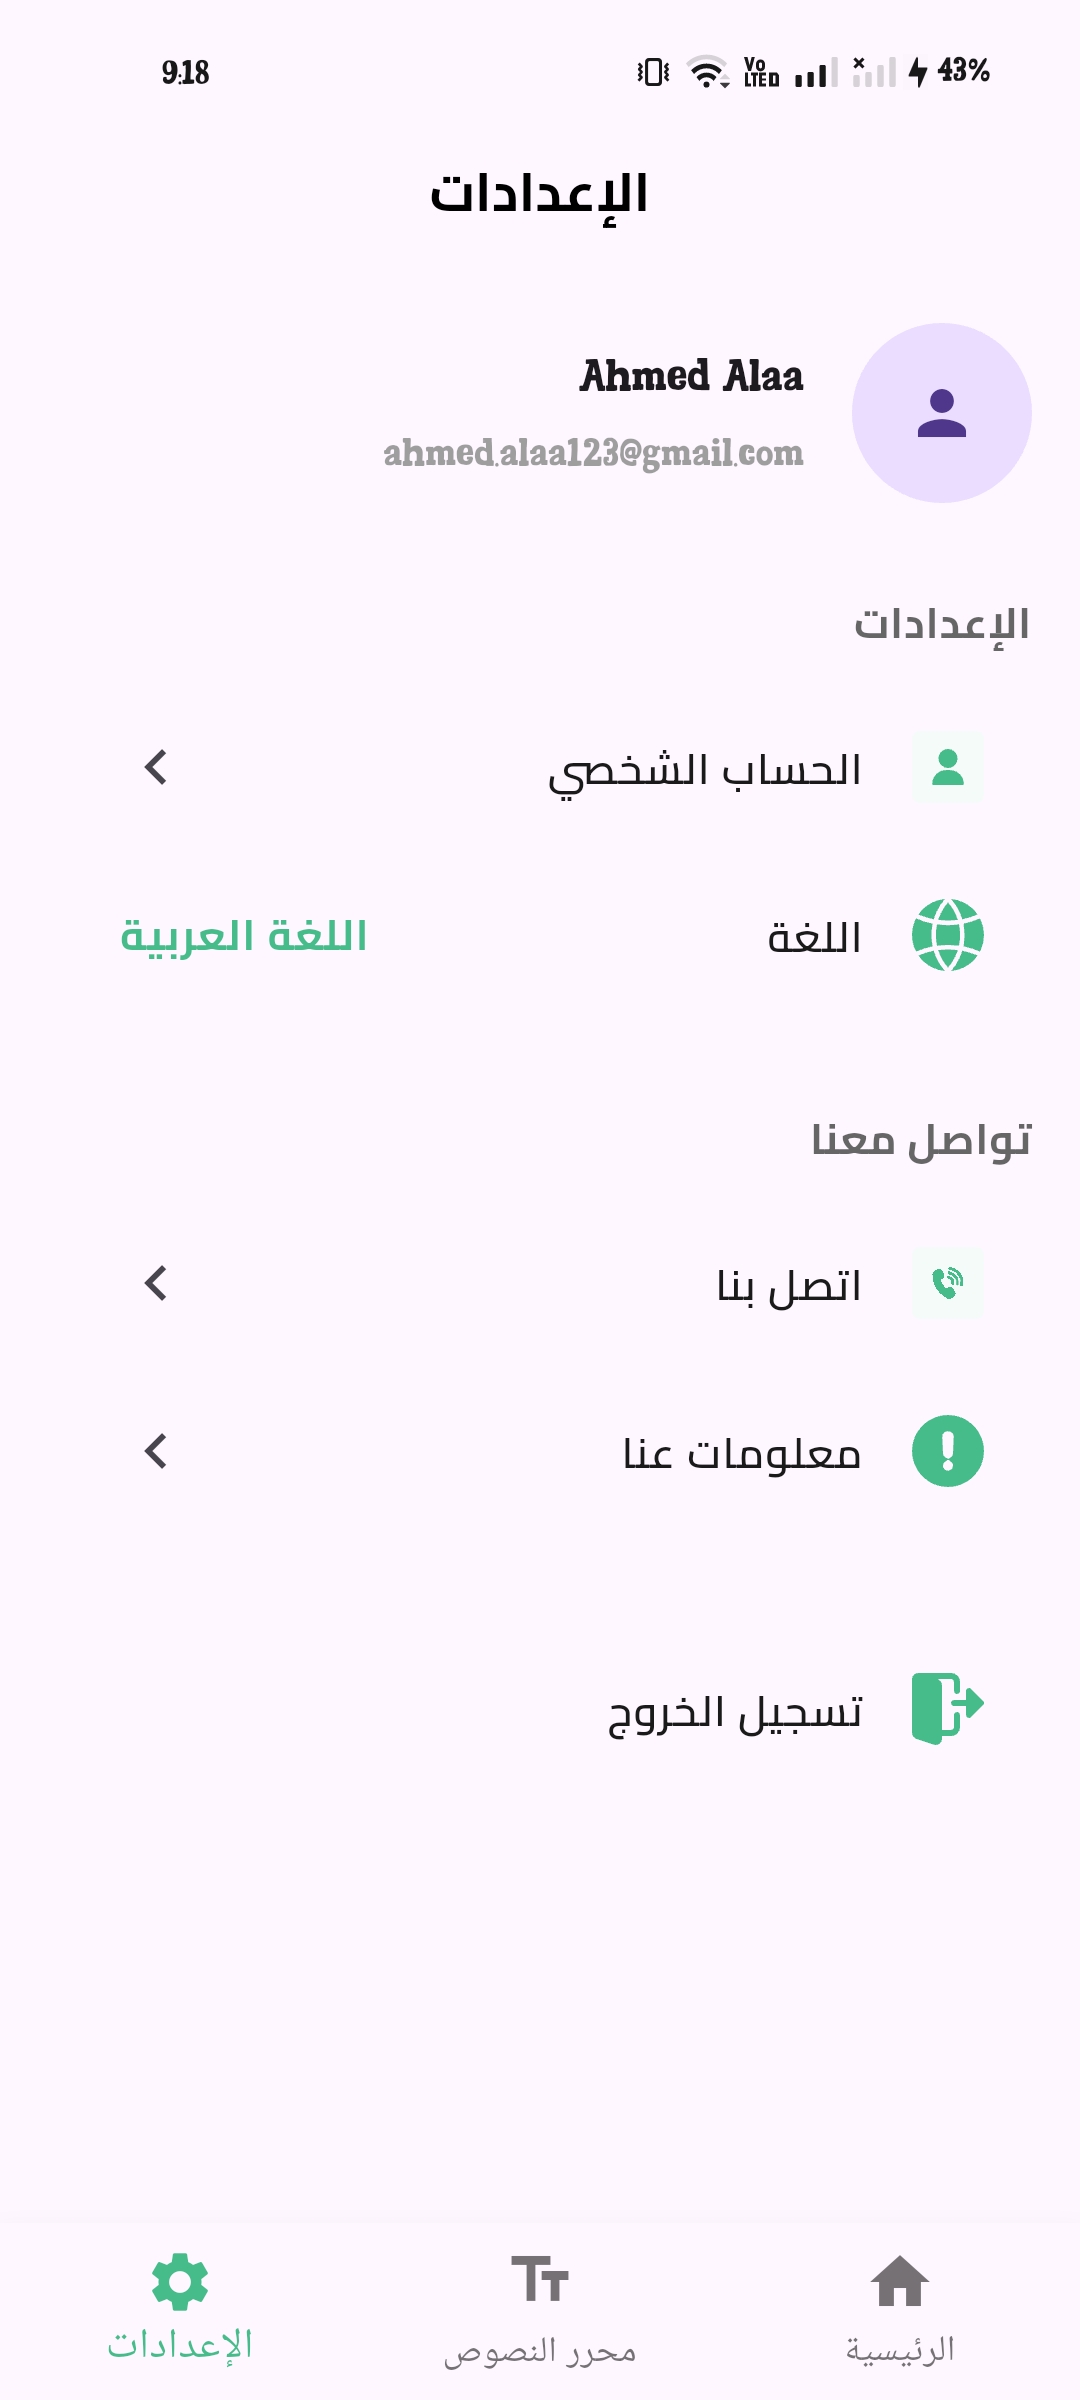 9:18
Vo LTE 43%
الإعدادات
Ahmed Alaa
ahmed.alaa123@gmail.com
الإعدادات
الحساب الشخصي
اللغة اللغة العربية
تواصل معنا
اتصل بنا
معلومات عنا
تسجيل الخروج
الرئيسية محرر النصوص الإعدادات